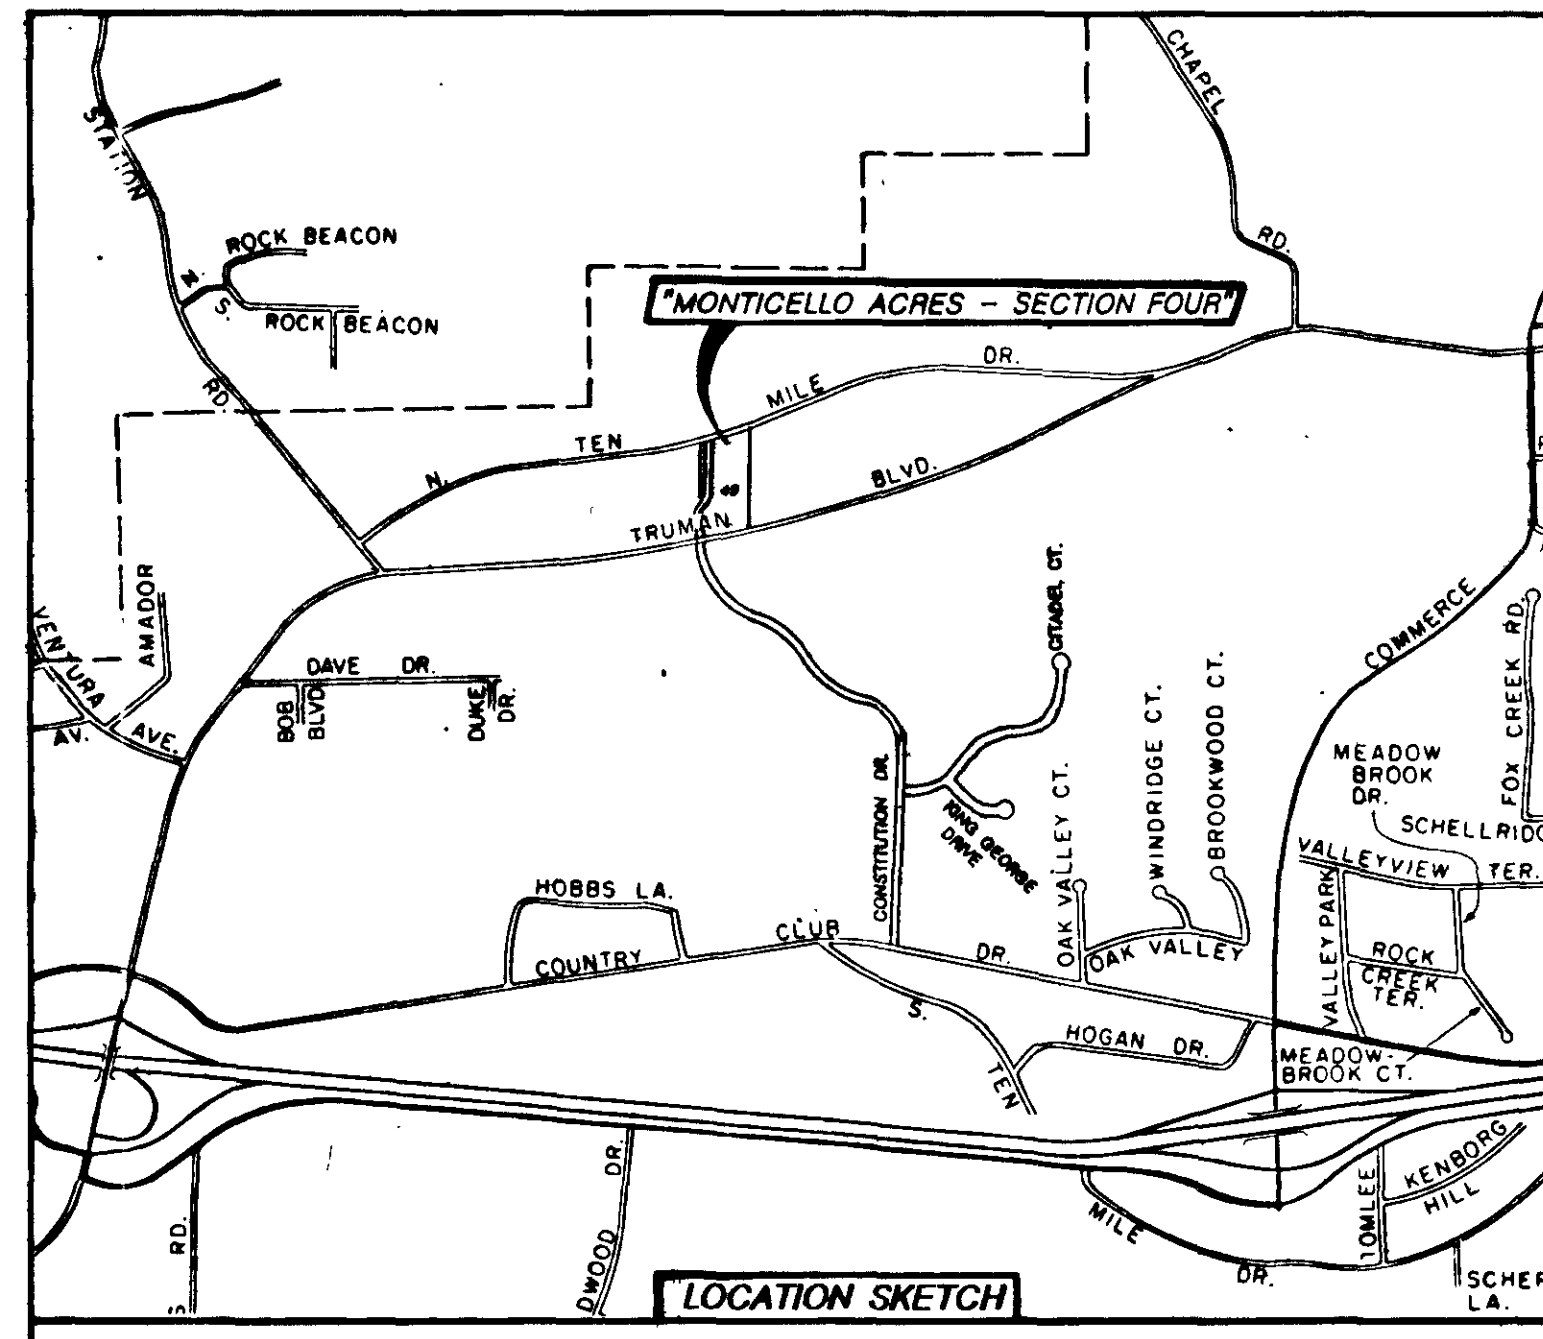 CHAPEL
STATION
RD.
ROCK BEACON
N.
S.
ROCK BEACON
"MONTICELLO ACRES - SECTION FOUR"
RD.
DR.
MILE
TEN
N.
BLVD.
TRUMAN
CITADEL CT.
AMADOR
VENTURA
AVE.
AV.
DAVE DR.
BOB
BLVD
DUKE
DR.
COMMERCE
FOX CREEK RD.
WINDRIDGE CT.
BROOKWOOD CT.
OAK VALLEY CT.
MEADOW
BROOK
DR.
SCHELLRIDG
CONSTITUTION DR.
KING GEORGE
DRIVE
VALLEYVIEW TER.
VALLEY PARK
HOBBS LA.
COUNTRY
CLUB
DR.
OAK VALLEY
ROCK
CREEK
TER.
S.
TEN
HOGAN DR.
MEADOW-
BROOK CT.
RD.
DR.
DWOOD
MILE
DR.
TOMLEE
KENBORG
HILL
SCHER
LA.
"LOCATION SKETCH